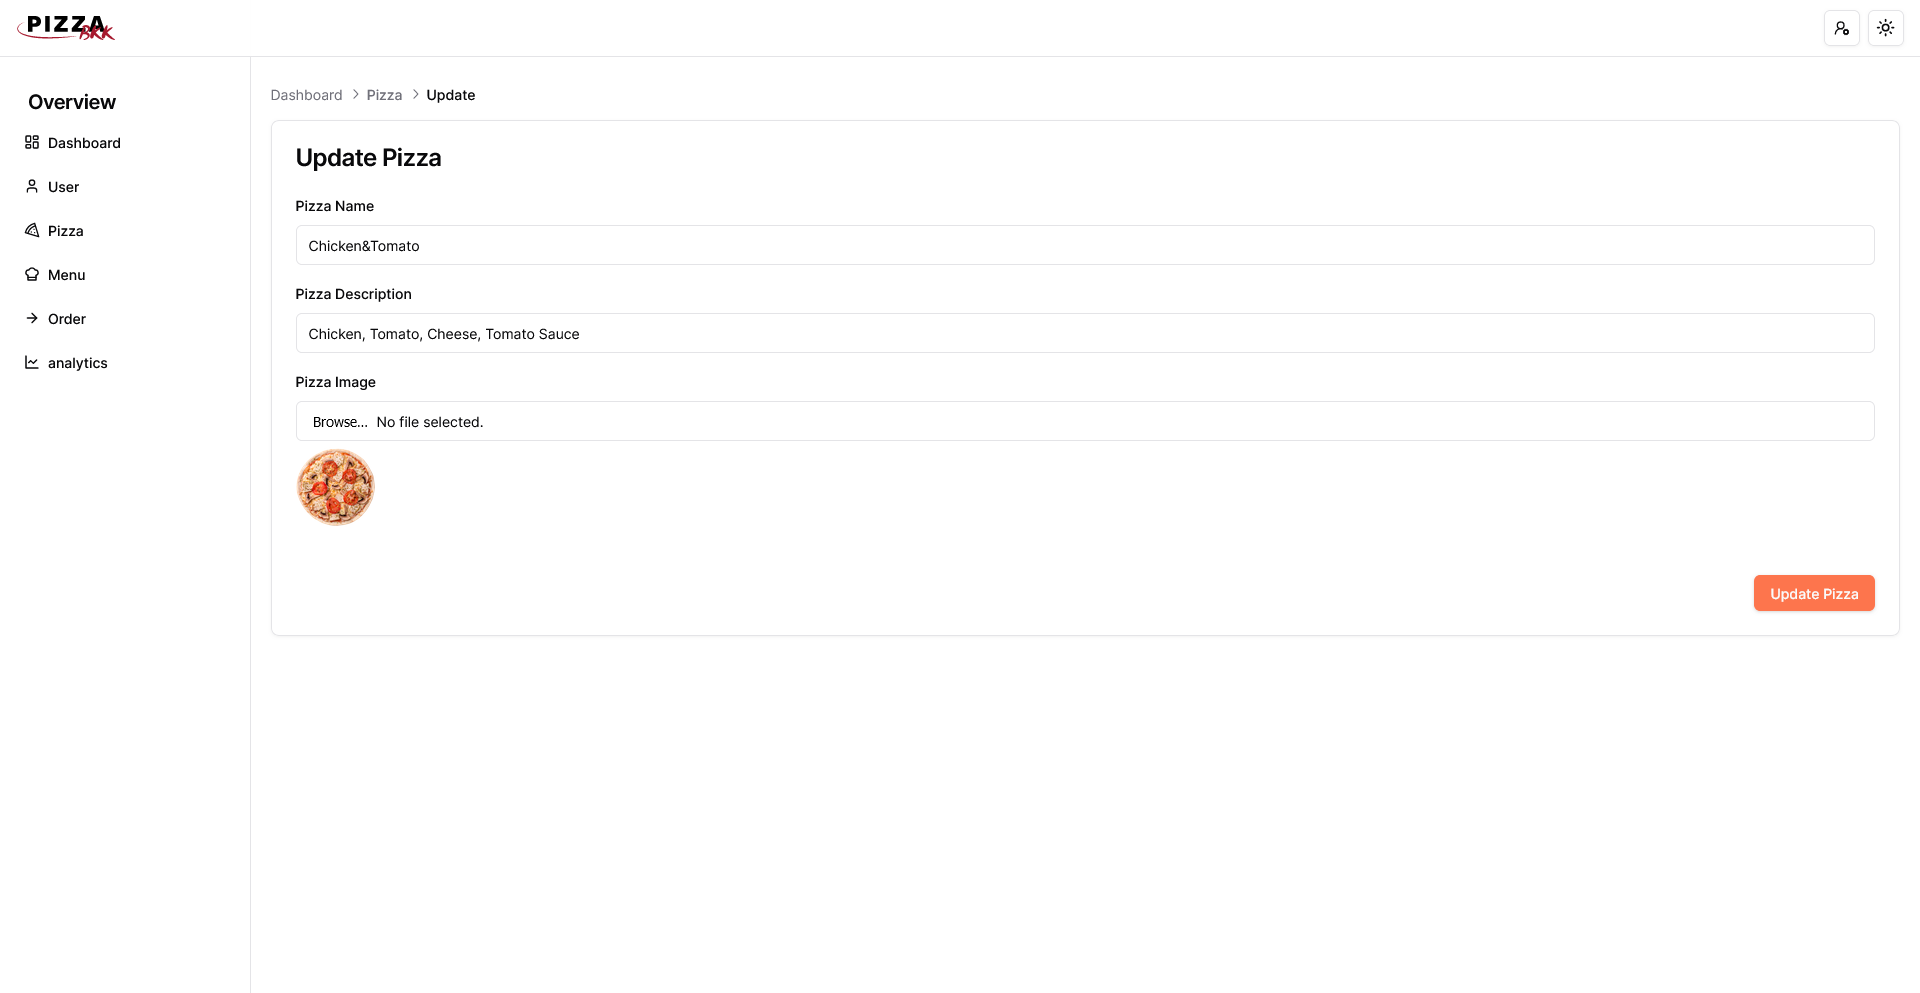 PIZZA
BRK
Overview
Dashboard
User
Pizza
Menu
Order
analytics
Dashboard > Pizza > Update
Update Pizza
Pizza Name
Chicken&Tomato
Pizza Description
Chicken, Tomato, Cheese, Tomato Sauce
Pizza Image
Browse... No file selected.
Update Pizza